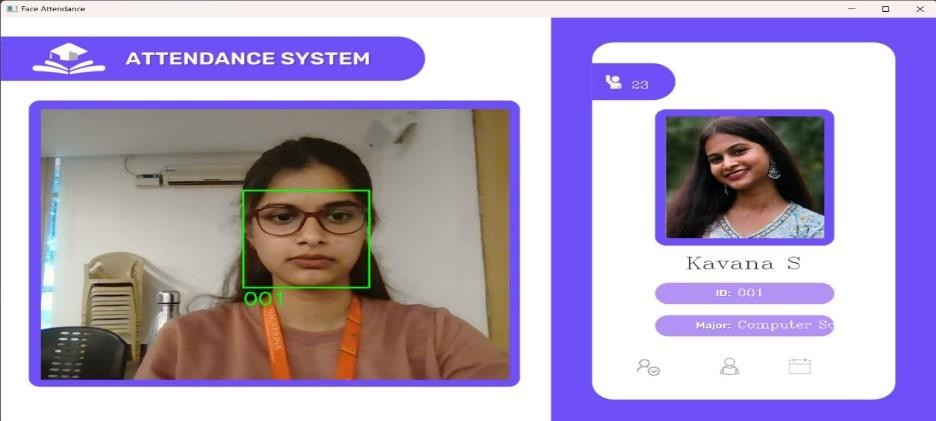 Face Attendance
ATTENDANCE SYSTEM
23
001
Kavana S
ID: 001
Major: Computer Sc